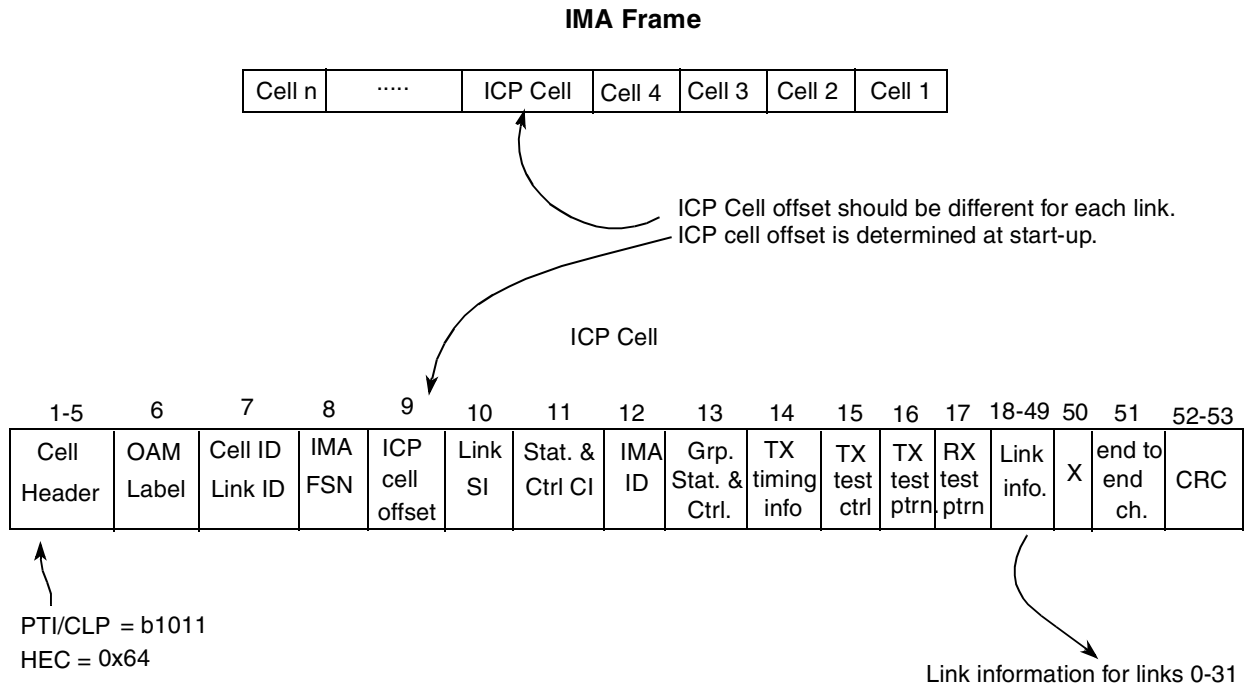 IMA Frame
Cell n ..... ICP Cell Cell 4 Cell 3 Cell 2 Cell 1
ICP Cell offset should be different for each link.
ICP cell offset is determined at start-up.
ICP Cell
1-5 6 7 8 9 10 11 12 13 14 15 16 17 18-49 50 51 52-53
Cell
Header
OAM
Label
Cell ID
Link ID
IMA
FSN
ICP
cell
offset
Link
SI
Stat. &
Ctrl CI
IMA
ID
Grp.
Stat. &
Ctrl.
TX
timing
info
TX
test
ctrl
TX
test
ptrn.
RX
test
ptrn
Link
info.
X
end to
end
ch.
CRC
PTI/CLP = b1011
HEC = 0x64
Link information for links 0-31